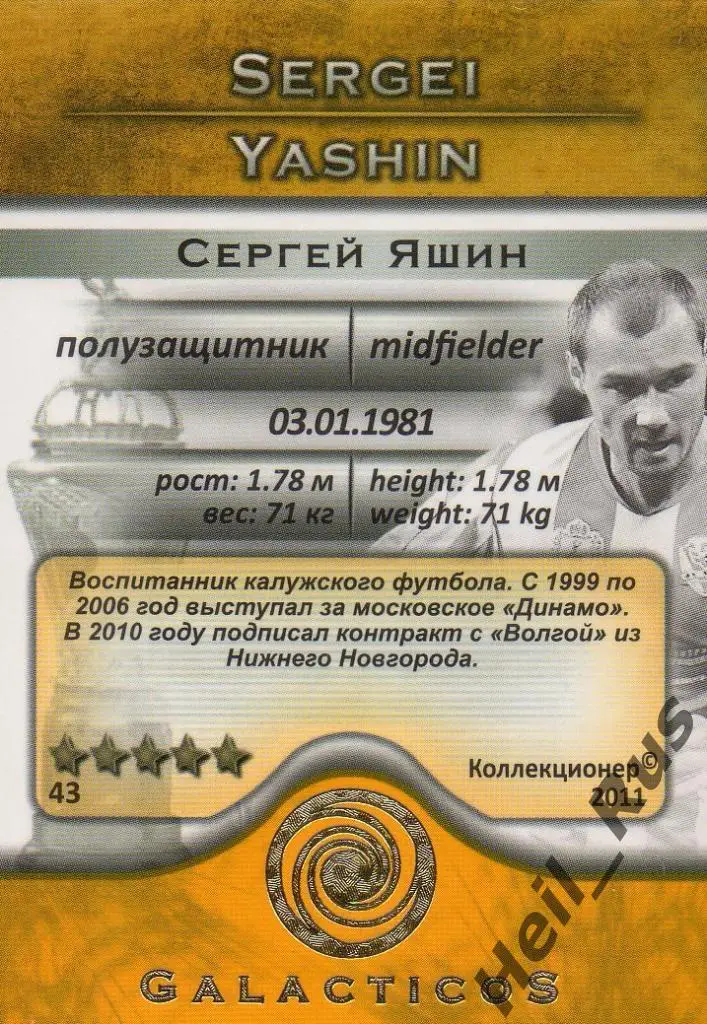 Sergei
Yashin
Сергей Яшин
полузащитник midfielder
03.01.1981
рост: 1.78 м height: 1.78 м
вес: 71 кг weight: 71 kg
Воспитанник калужского футбола. С 1999 по
2006 год выступал за московское «Динамо».
В 2010 году подписал контракт с «Волгой» из
Нижнего Новгорода.
43 Коллекционер©
2011
Galacticos
Heil_Rus